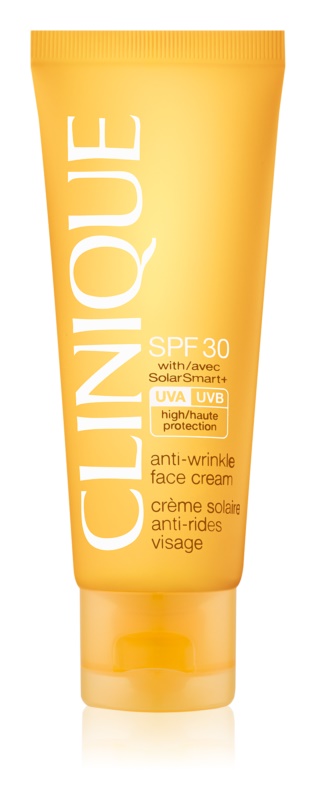 CLINIQUE
SPF 30
with/avec
SolarSmart+
UVA UVB
high/haute
protection
anti-wrinkle
face cream
crème solaire
anti-rides
visage